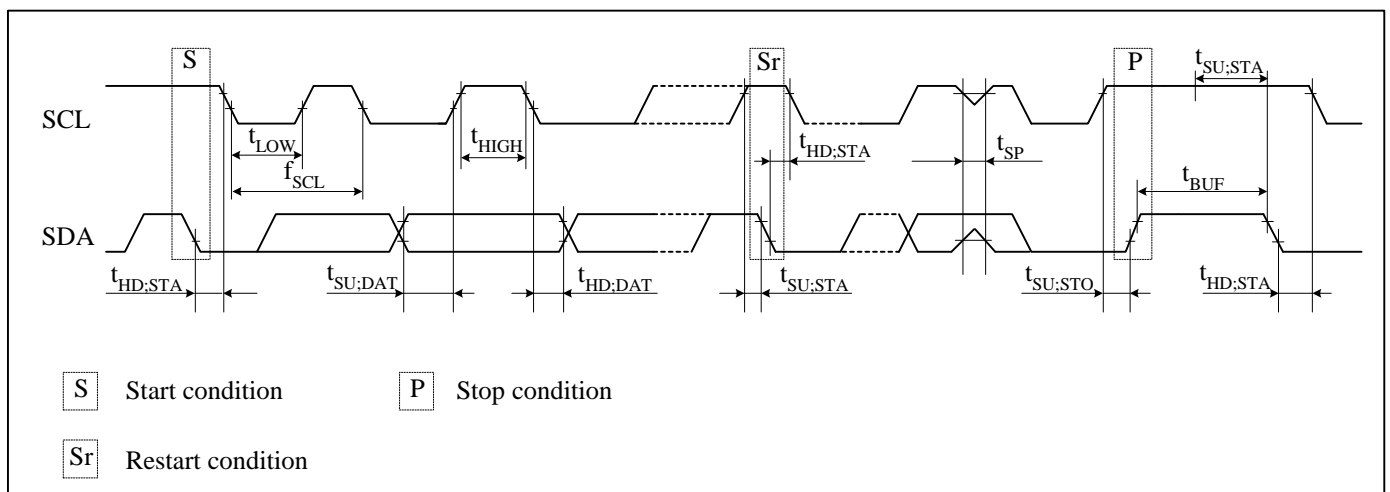 S
Sr
P
tSU;STA
SCL
tLOW
tHIGH
tHD;STA
tSP
fSCL
tBUF
SDA
tHD;STA
tSU;DAT
tHD;DAT
tSU;STA
tSU;STO
tHD;STA
S Start condition
P Stop condition
Sr Restart condition